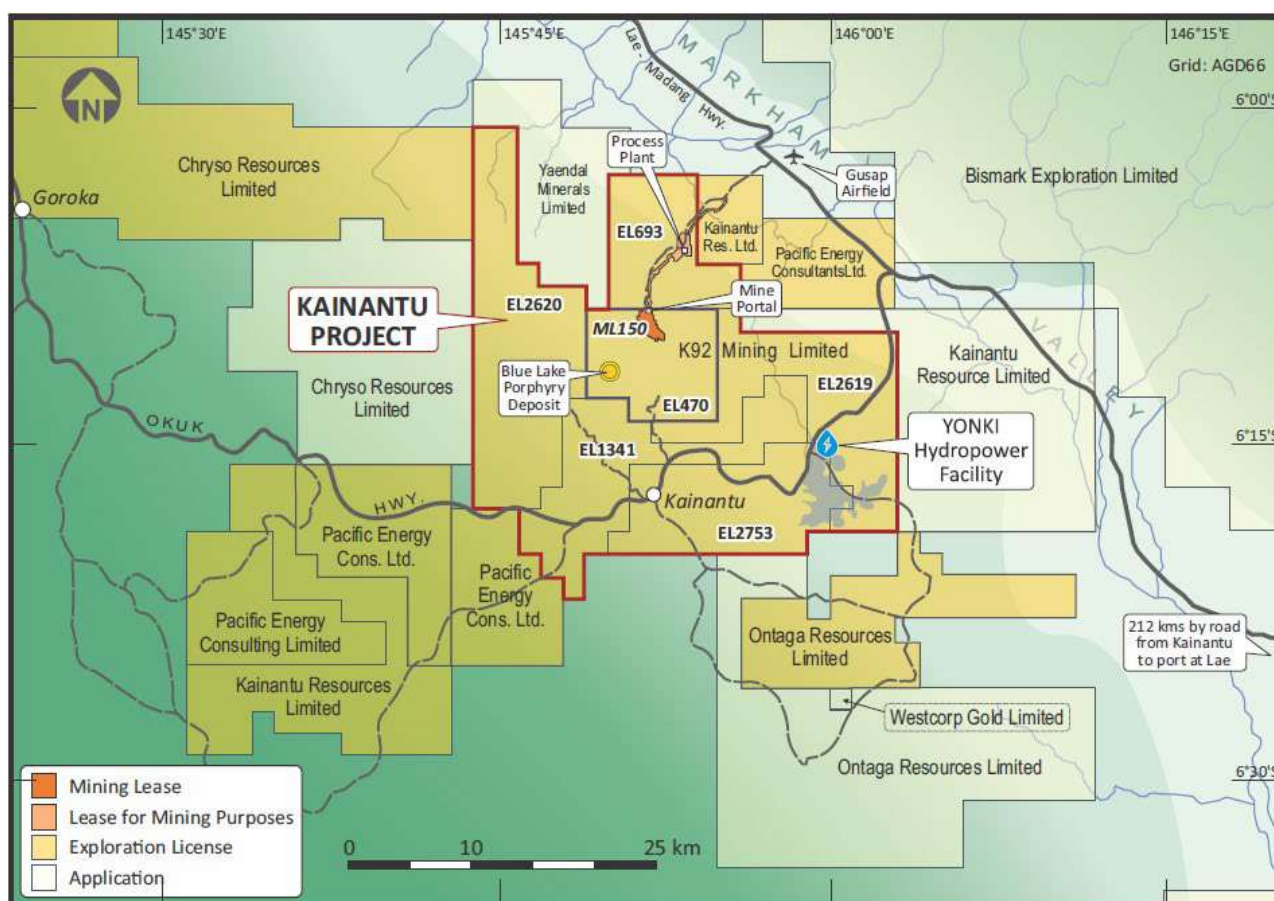 145°30'E
145°45'E
146°00'E
146°15'E
Grid: AGD66
6°00'S
N
Lae - Madang Hwy.
MARKHAM
VALLEY
Process
Plant
Gusap
Airfield
Bismark Exploration Limited
Chryso Resources
Limited
Yaendal
Minerals
Limited
Goroka
EL693
Kainantu
Res. Ltd.
Pacific Energy
ConsultantsLtd.
KAINANTU
PROJECT
EL2620
Mine
Portal
ML150
K92 Mining Limited
Kainantu
Resource Limited
Blue Lake
Porphyry
Deposit
EL2619
Chryso Resources
Limited
EL470
OKUK
HWY.
EL1341
YONKI
Hydropower
Facility
6°15'S
Kainantu
EL2753
Pacific Energy
Cons. Ltd.
Pacific
Energy
Cons. Ltd.
Pacific Energy
Consulting Limited
Ontaga Resources
Limited
212 kms by road
from Kainantu
to port at Lae
Kainantu Resources
Limited
Westcorp Gold Limited
Ontaga Resources Limited
6°30'S
Mining Lease
Lease for Mining Purposes
Exploration License
Application
0
10
25 km